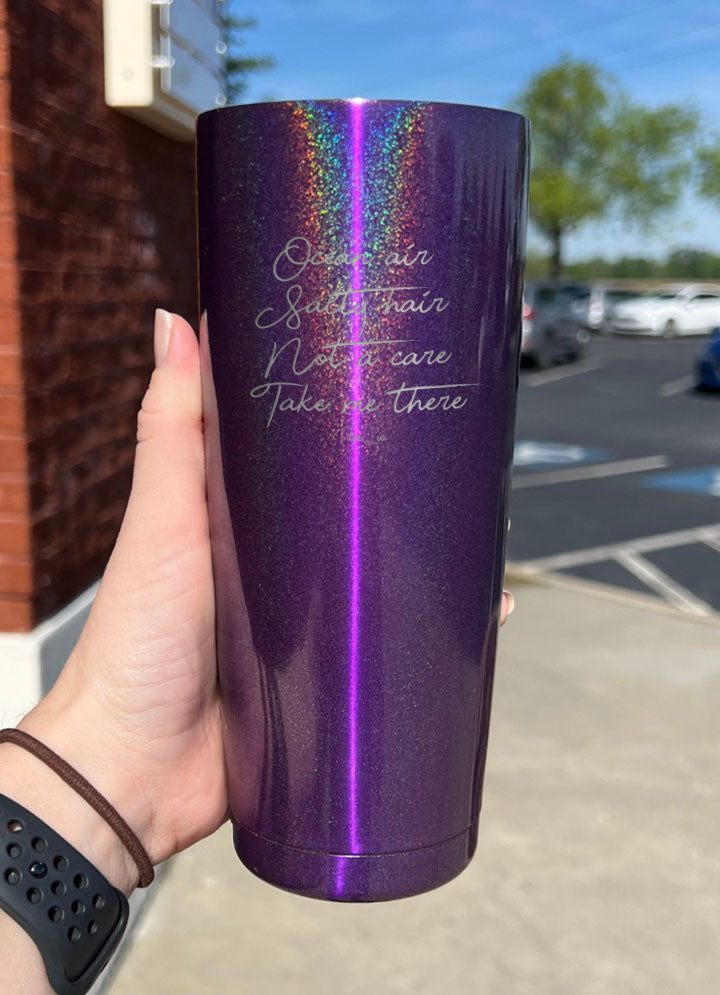 Ocean air
Salty hair
Not a care
Take me there